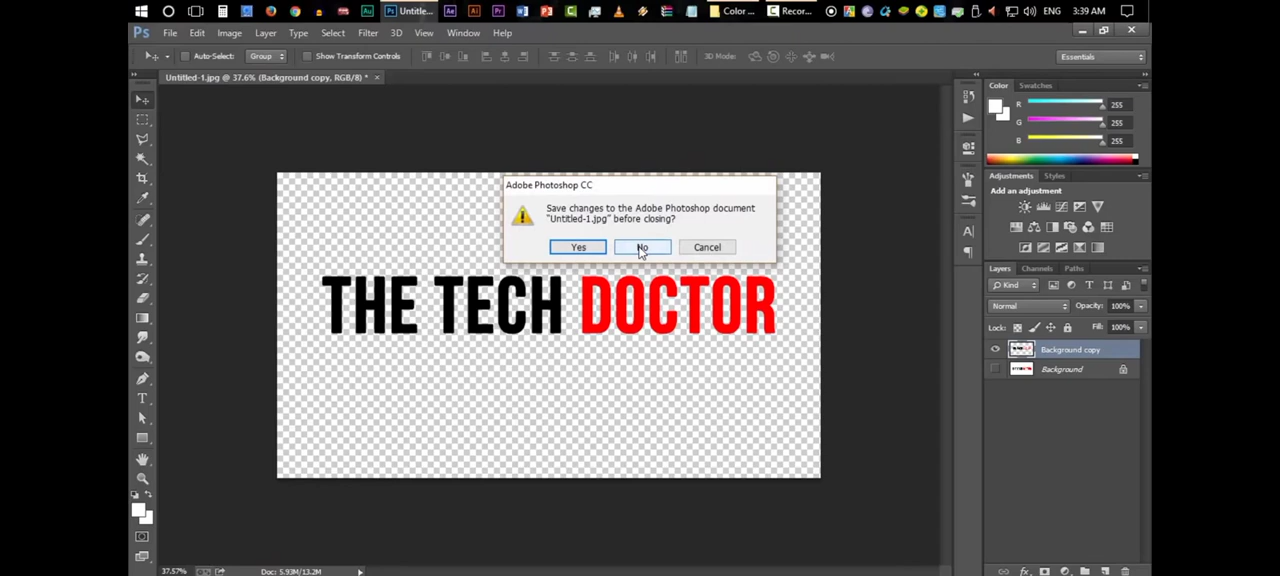 Untitle...
Color ...
Recor...
ENG
3:39 AM
Ps
File
Edit
Image
Layer
Type
Select
Filter
3D
View
Window
Help
Auto-Select:
Group
Show Transform Controls
3D Mode:
Essentials
Untitled-1.jpg @ 37.6% (Background copy, RGB/8) *
Color
Swatches
R
255
G
255
B
255
Adobe Photoshop CC
Save changes to the Adobe Photoshop document
"Untitled-1.jpg" before closing?
Yes
No
Cancel
Adjustments
Styles
Add an adjustment
THE TECH DOCTOR
Layers
Channels
Paths
Kind
Normal
Opacity:
100%
Lock:
Fill:
100%
Background copy
Background
37.57%
Doc: 5.93M/13.2M